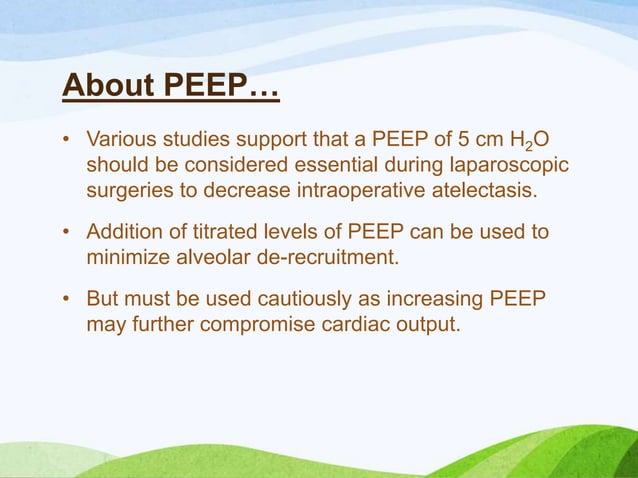 About PEEP…
• Various studies support that a PEEP of 5 cm H₂O
should be considered essential during laparoscopic
surgeries to decrease intraoperative atelectasis.
• Addition of titrated levels of PEEP can be used to
minimize alveolar de-recruitment.
• But must be used cautiously as increasing PEEP
may further compromise cardiac output.